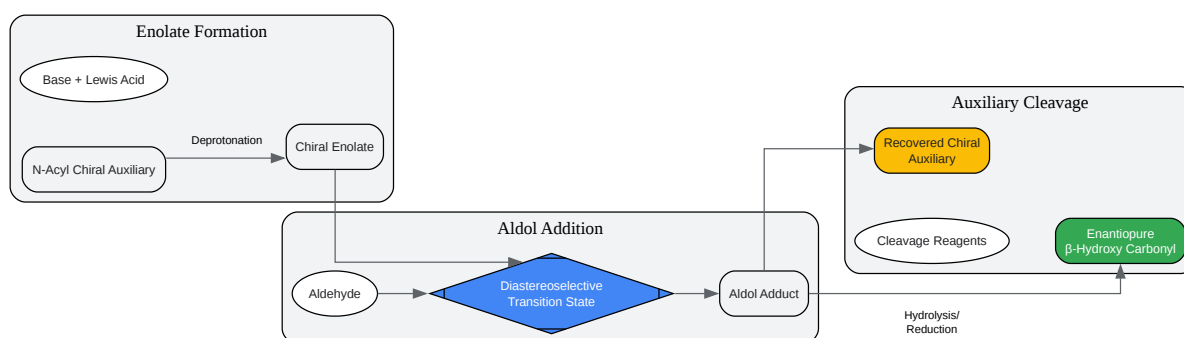 Enolate Formation
Base + Lewis Acid
Deprotonation
N-Acyl Chiral Auxiliary
Chiral Enolate
Aldol Addition
Aldehyde
Diastereoselective
Transition State
Aldol Adduct
Auxiliary Cleavage
Recovered Chiral
Auxiliary
Cleavage Reagents
Enantiopure
β-Hydroxy Carbonyl
Hydrolysis/
Reduction